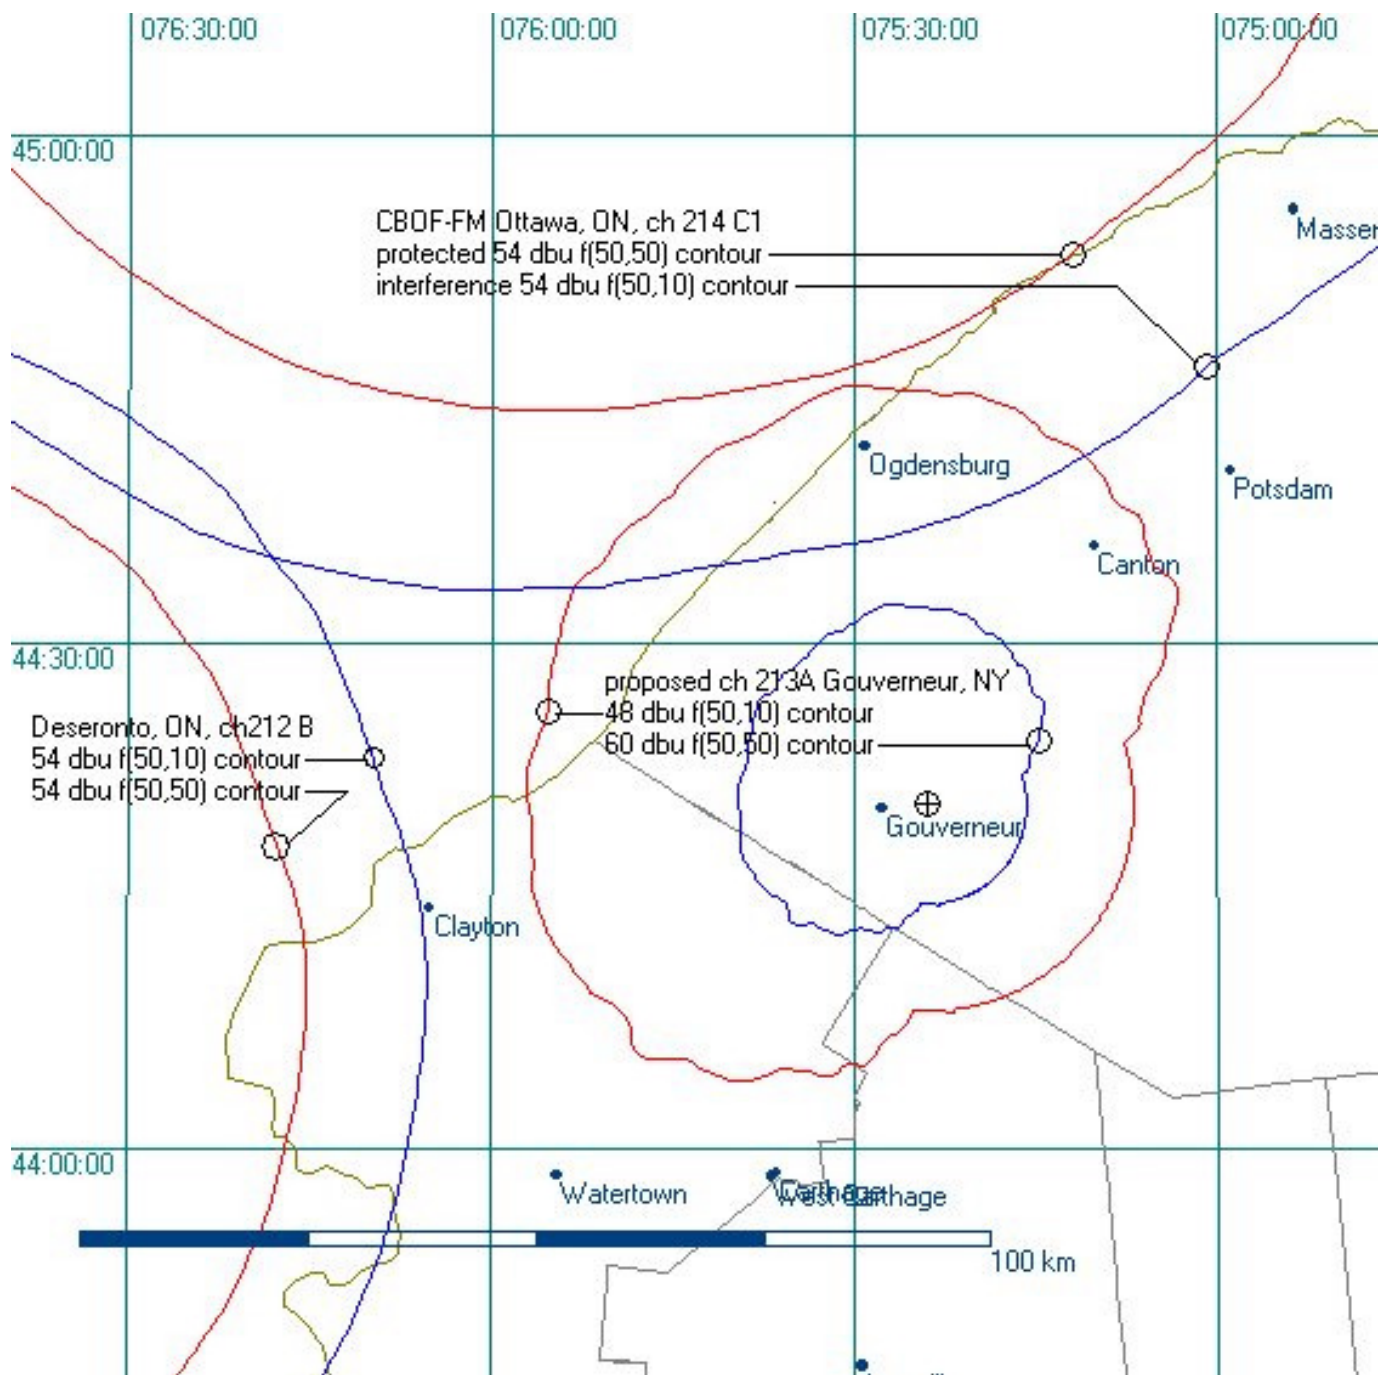 076:30:00
076:00:00
075:30:00
075:00:00
45:00:00
CBOF-FM Ottawa, ON, ch 214 C1
protected 54 dbu f(50,50) contour
interference 54 dbu f(50,10) contour
Masser
Ogdensburg
Potsdam
Canton
44:30:00
proposed ch 213A Gouverneur, NY
48 dbu f(50,10) contour
60 dbu f(50,50) contour
Deseronto, ON, ch212 B
54 dbu f(50,10) contour
54 dbu f(50,50) contour
Gouverneur
Clayton
44:00:00
Watertown
Carthage
West Carthage
100 km